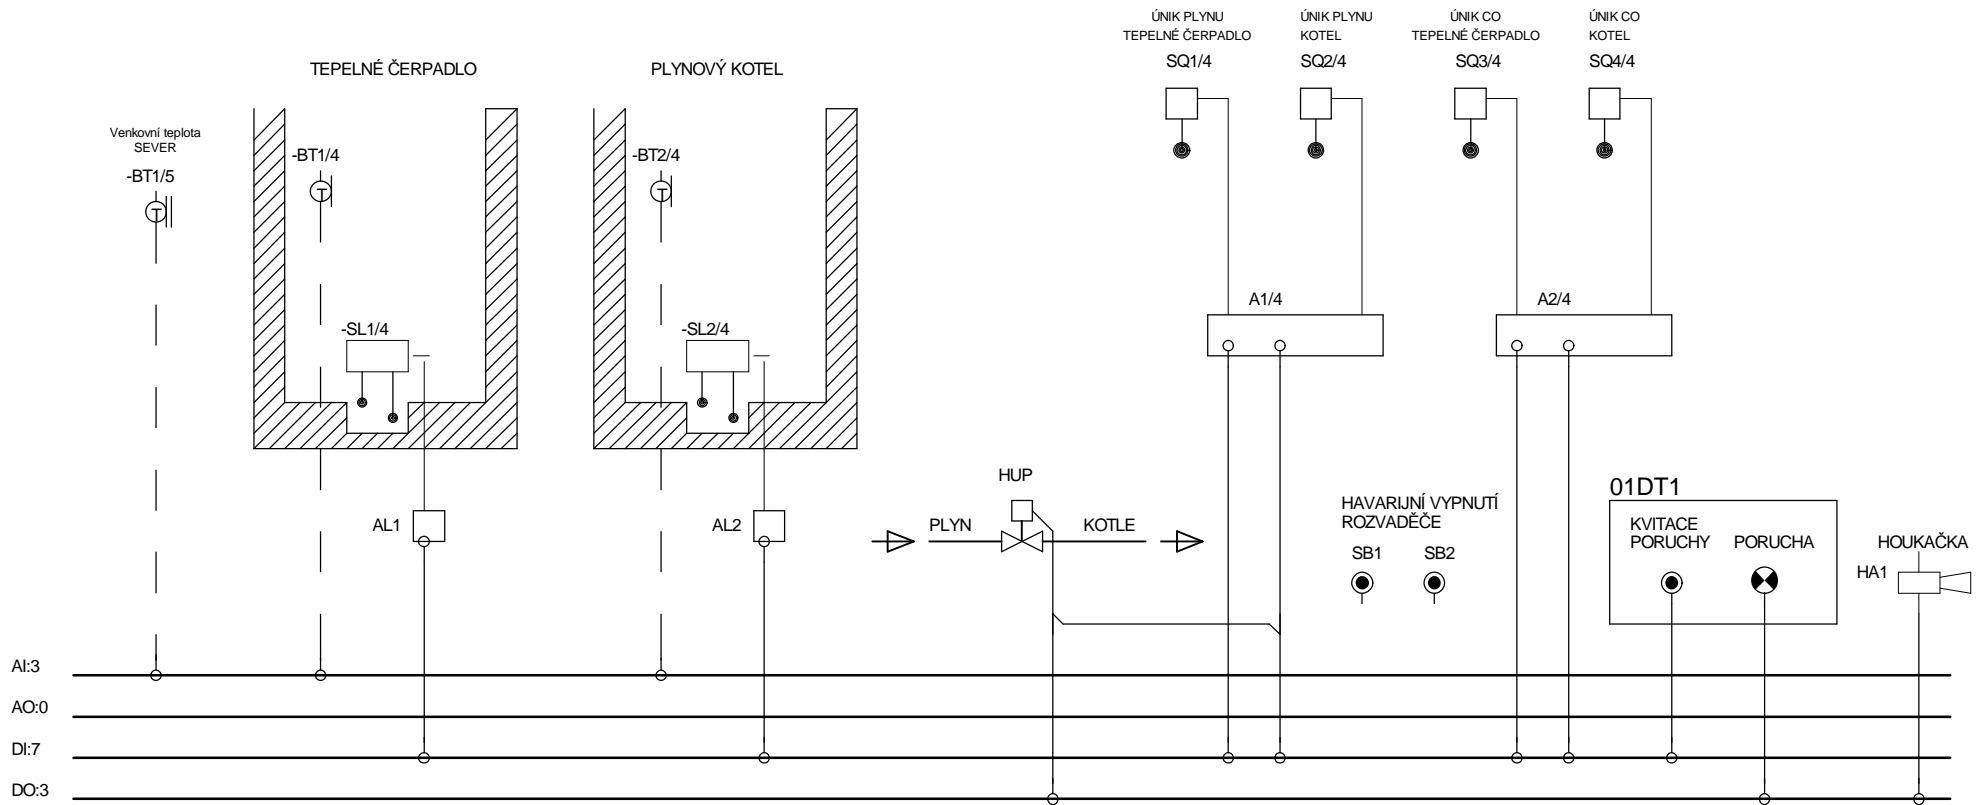 ÚNIK PLYNU
TEPELNÉ ČERPADLO
SQ1/4
ÚNIK PLYNU
KOTEL
SQ2/4
ÚNIK CO
TEPELNÉ ČERPADLO
SQ3/4
ÚNIK CO
KOTEL
SQ4/4
TEPELNÉ ČERPADLO
PLYNOVÝ KOTEL
Venkovní teplota
SEVER
-BT1/5
T
-BT1/4
T
-BT2/4
T
-SL1/4
-SL2/4
A1/4
A2/4
AL1
AL2
HUP
PLYN
KOTLE
HAVARIJNÍ VYPNUTÍ
ROZVADĚČE
SB1
SB2
01DT1
KVITACE
PORUCHY
PORUCHA
HOUKAČKA
HA1
AI:3
AO:0
DI:7
DO:3